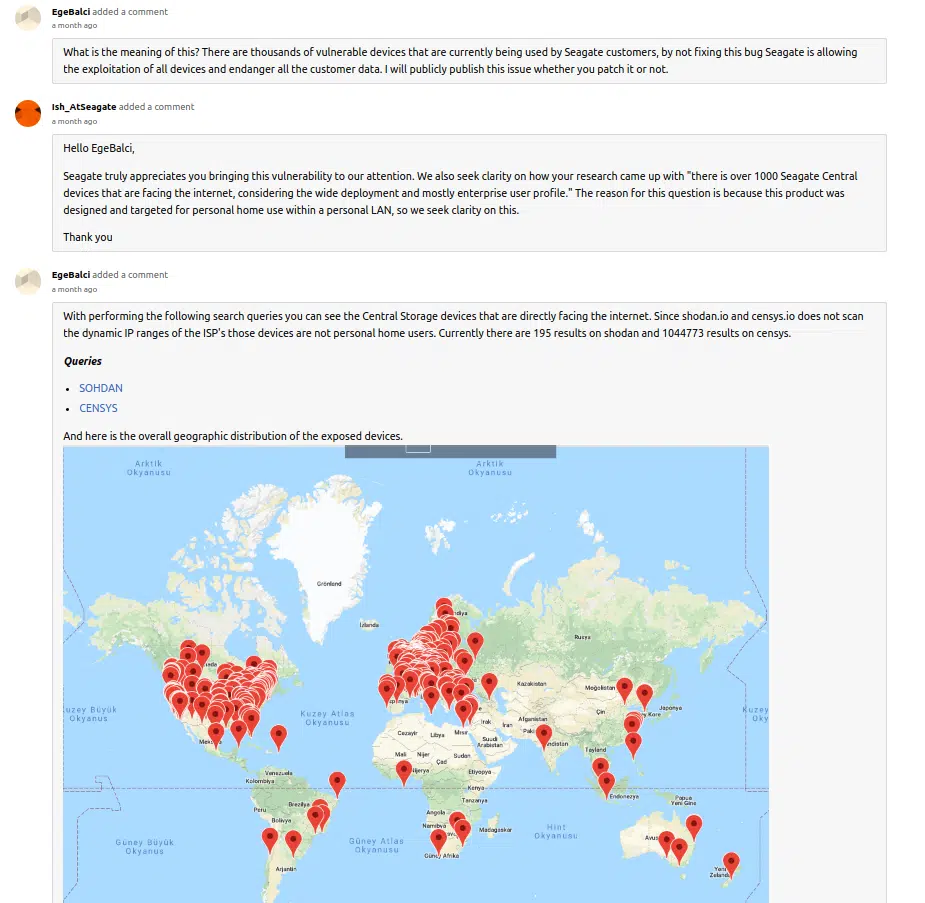 EgeBalci added a comment
a month ago
What is the meaning of this? There are thousands of vulnerable devices that are currently being used by Seagate customers, by not fixing this bug Seagate is allowing
the exploitation of all devices and endanger all the customer data. I will publicly publish this issue whether you patch it or not.
Ish_AtSeagate added a comment
a month ago
Hello EgeBalci,
Seagate truly appreciates you bringing this vulnerability to our attention. We also seek clarity on how your research came up with "there is over 1000 Seagate Central
devices that are facing the internet, considering the wide deployment and mostly enterprise user profile." The reason for this question is because this product was
designed and targeted for personal home use within a personal LAN, so we seek clarity on this.
Thank you
EgeBalci added a comment
a month ago
With performing the following search queries you can see the Central Storage devices that are directly facing the internet. Since shodan.io and censys.io does not scan
the dynamic IP ranges of the ISP's those devices are not personal home users. Currently there are 195 results on shodan and 1044773 results on censys.
Queries
• SOHDAN
• CENSYS
And here is the overall geographic distribution of the exposed devices.
Arktik
Okyanusu
Arktik
Okyanusu
Grönland
İzlanda
Rusya
Kazakistan
Moğolistan
Kuzey Büyük
Okyanus
Kuzey Atlas
Okyanusu
Kuzey
Oky
Çin
Kore
Japonya
Irak
İran
Afganistan
Cezayir
Libya
Mısır
Suudi
Arabistan
Mali
Nijer
Çad
Sudan
Tayland
Venezuela
Kolombiya
Etiyopya
Kenya
Tanzanya
Endonezya
Papua
Yeni Gine
Peru
Brezilya
Bolivya
Angola
Namibya
Madagaskar
Güney Büyük
Okyanus
Güney Atlas
Okyanusu
Hint
Okyanusu
Güney Afrika
Arjantin